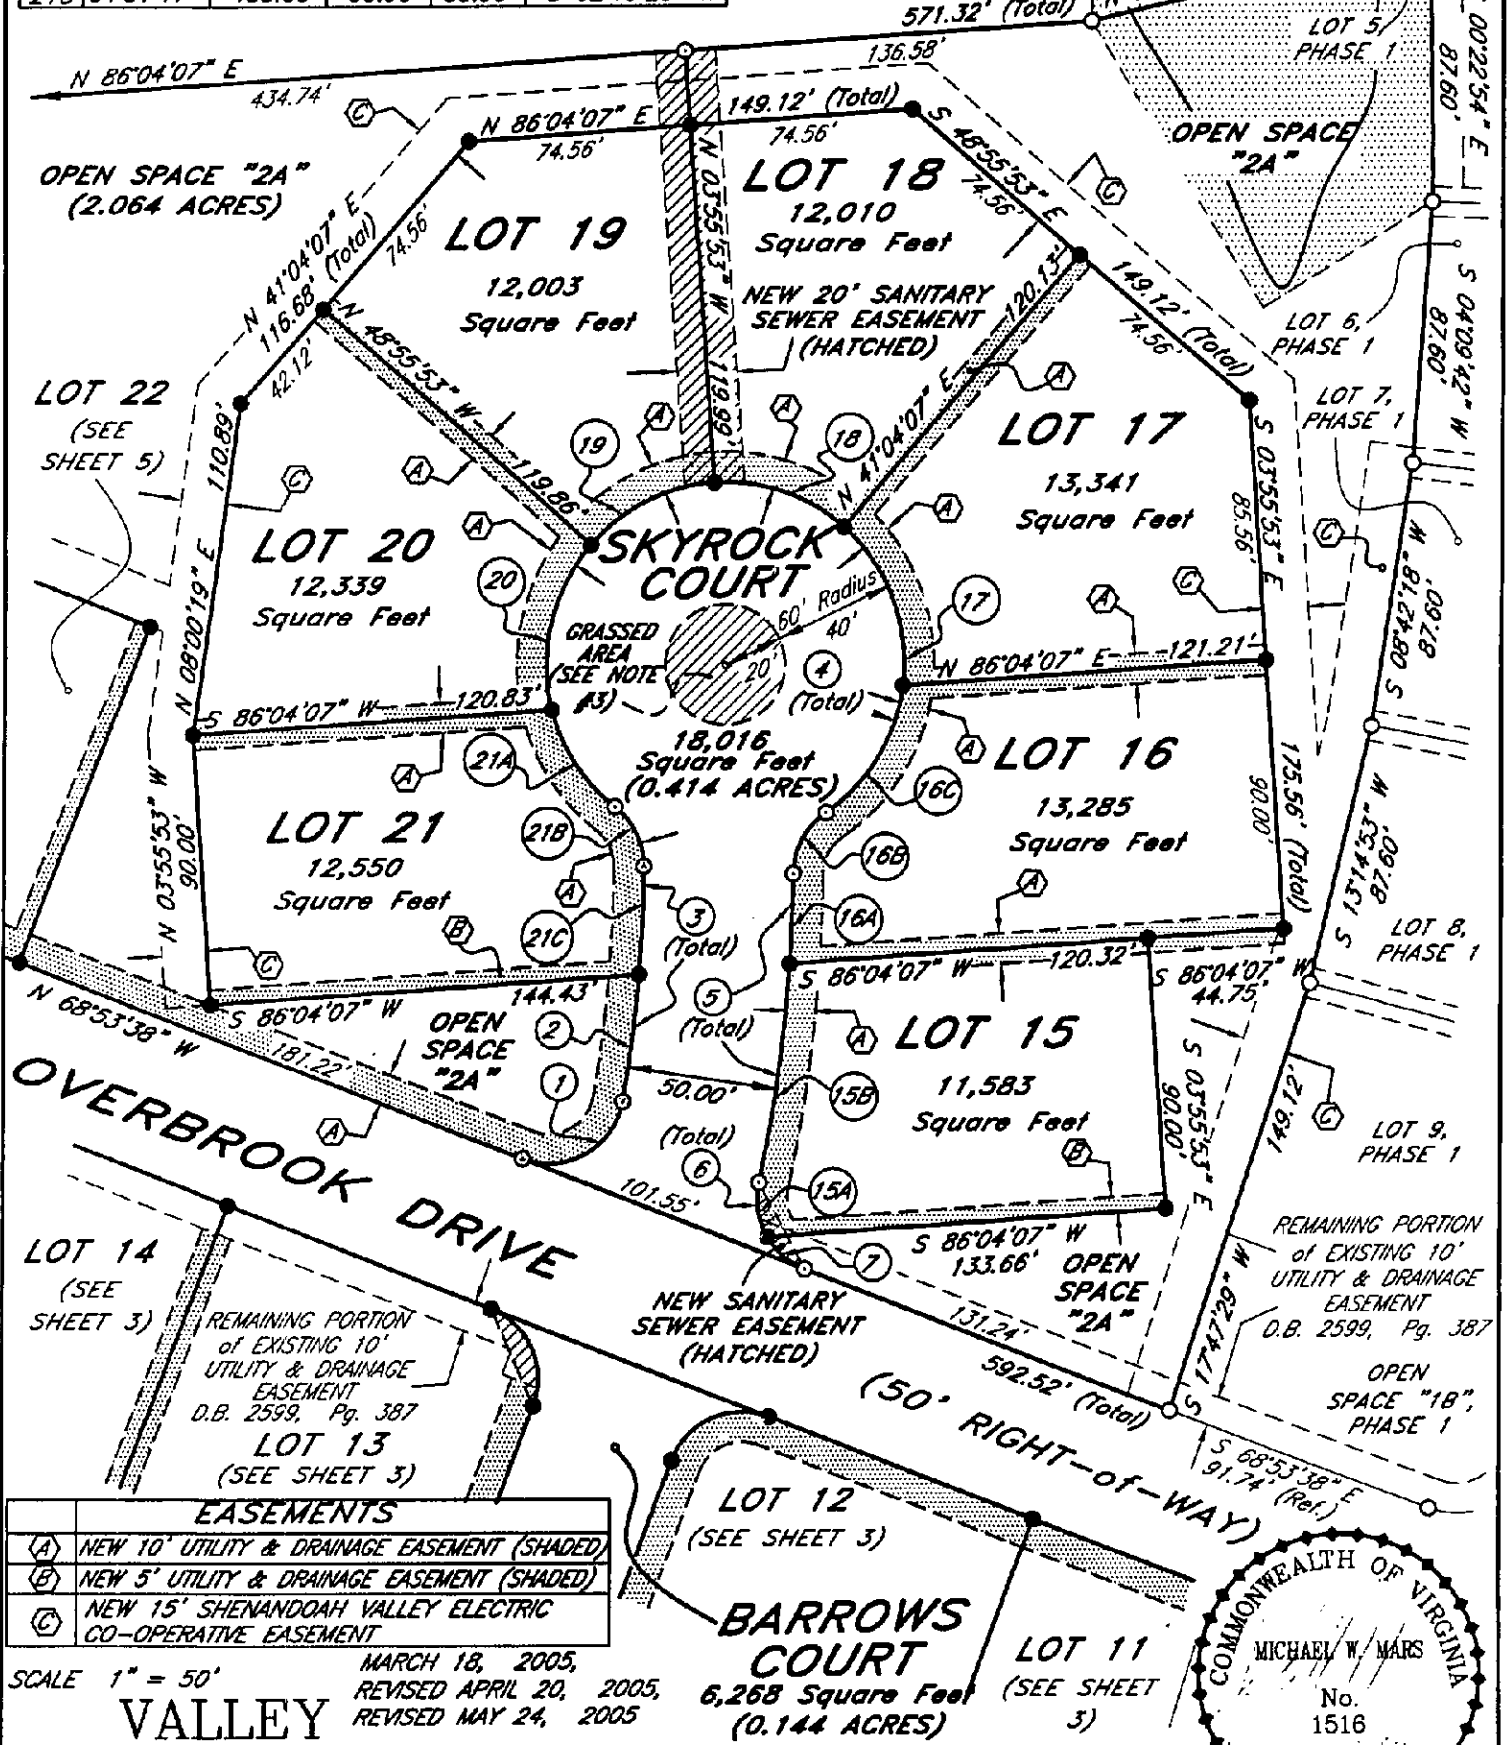 571.32' (Total)
136.58'
N 86°04'07" E
434.74'
C
N 86°04'07" E
74.56'
149.12' (Total)
74.56'
S 48°55'53" E
74.56'
C
LOT 5,
PHASE 1
00°22'54" E
87.60'
OPEN SPACE
"2A"
OPEN SPACE "2A"
(2.064 ACRES)
N 41°04'07" E
116.68' (Total)
74.56'
42.12'
LOT 19
12,003
Square Feet
N 03°55'53" W
119.99'
LOT 18
12,010
Square Feet
NEW 20' SANITARY
SEWER EASEMENT
(HATCHED)
120.13'
N 41°04'07" E
149.12' (Total)
74.56'
LOT 6,
PHASE 1
S 04°09'42" W
87.60'
LOT 7,
PHASE 1
LOT 22
(SEE
SHEET 5)
110.89'
N 08°00'19" E
C
N 48°55'53" W
119.86'
A
A
19
A
A
18
A
A
LOT 17
13,341
Square Feet
S 03°55'53" E
85.56'
C
C
S 08°42'18" W
87.60'
LOT 20
12,339
Square Feet
20
SKYROCK
COURT
60' Radius
40'
20'
GRASSED
AREA
(SEE NOTE
#3)
4
(Total)
17
A
N 86°04'07" E
121.21'
18,016
Square Feet
(0.414 ACRES)
S 86°04'07" W
120.83'
A
21A
A
16C
LOT 16
13,285
Square Feet
175.56' (Total)
90.00'
S 13°14'53" W
87.60'
N 03°55'53" W
90.00'
LOT 21
12,550
Square Feet
21B
A
16B
B
21C
3
(Total)
16A
A
C
S 86°04'07" W
144.43'
S 86°04'07" W
120.32'
S 86°04'07" W
44.75'
LOT 8,
PHASE 1
N 68°53'38" W
181.22'
OPEN
SPACE
"2A"
2
5
(Total)
A
LOT 15
11,583
Square Feet
S 03°55'53" E
90.00'
149.12'
C
LOT 9,
PHASE 1
1
A
50.00'
15B
B
OVERBROOK DRIVE
(Total)
6
15A
101.55'
7
S 86°04'07" W
133.66'
OPEN
SPACE
"2A"
S 17°47'29" W
REMAINING PORTION
of EXISTING 10'
UTILITY & DRAINAGE
EASEMENT
D.B. 2599, Pg. 387
LOT 14
(SEE
SHEET 3)
REMAINING PORTION
of EXISTING 10'
UTILITY & DRAINAGE
EASEMENT
D.B. 2599, Pg. 387
NEW SANITARY
SEWER EASEMENT
(HATCHED)
131.24'
592.52' (Total)
OPEN
SPACE "1B",
PHASE 1
(50' RIGHT-of-WAY)
S 68°53'38" E
91.74' (Ref.)
LOT 13
(SEE SHEET 3)
LOT 12
(SEE SHEET 3)
EASEMENTS
A NEW 10' UTILITY & DRAINAGE EASEMENT (SHADED)
B NEW 5' UTILITY & DRAINAGE EASEMENT (SHADED)
C NEW 15' SHENANDOAH VALLEY ELECTRIC
CO-OPERATIVE EASEMENT
BARROWS
COURT
6,268 Square Feet
(0.144 ACRES)
LOT 11
(SEE SHEET
3)
COMMONWEALTH OF VIRGINIA
MICHAEL W. MARS
No.
1516
SCALE 1" = 50'
MARCH 18, 2005,
REVISED APRIL 20, 2005,
REVISED MAY 24, 2005
VALLEY